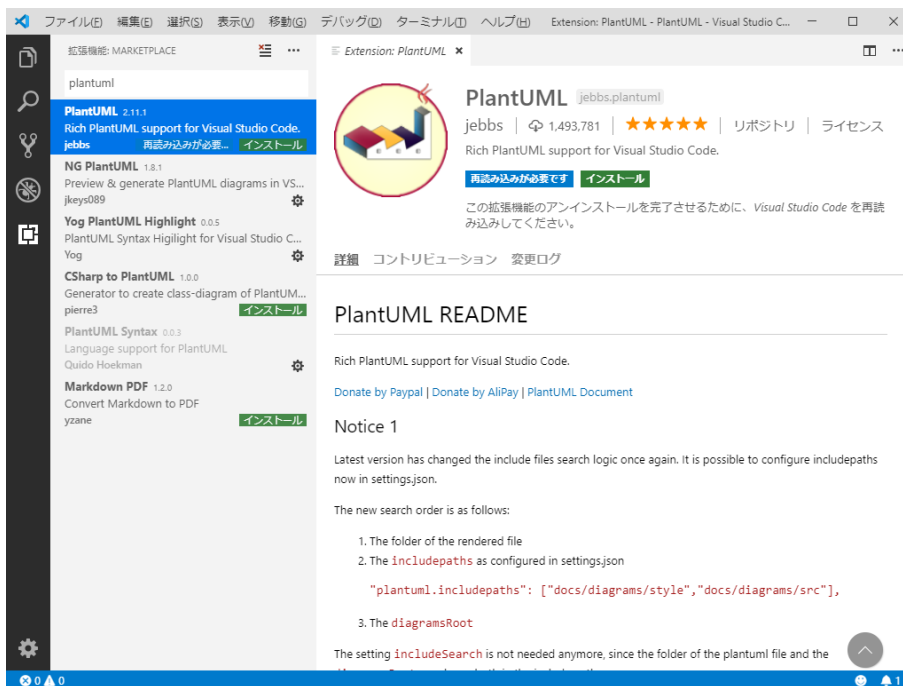 ファイル(F) 編集(E) 選択(S) 表示(V) 移動(G) デバッグ(D) ターミナル(T) ヘルプ(H) Extension: PlantUML - PlantUML - Visual Studio C...
拡張機能: MARKETPLACE
plantuml
PlantUML 2.11.1
Rich PlantUML support for Visual Studio Code.
jebbs 再読み込みが必要... インストール
NG PlantUML 1.8.1
Preview & generate PlantUML diagrams in VS...
jkeys089
Yog PlantUML Highlight 0.0.5
PlantUML Syntax Higilight for Visual Studio C...
Yog
CSharp to PlantUML 1.0.0
Generator to create class-diagram of PlantUM...
pierre3 インストール
PlantUML Syntax 0.0.3
Language support for PlantUML
Quido Hoekman
Markdown PDF 1.2.0
Convert Markdown to PDF
yzane インストール
Extension: PlantUML
PlantUML jebbs.plantuml
jebbs 1,493,781 リポジトリ ライセンス
Rich PlantUML support for Visual Studio Code.
再読み込みが必要です インストール
この拡張機能のアンインストールを完了させるために、Visual Studio Code を再読
み込みしてください。
詳細 コントリビューション 変更ログ
PlantUML README
Rich PlantUML support for Visual Studio Code.
Donate by Paypal | Donate by AliPay | PlantUML Document
Notice 1
Latest version has changed the include files search logic once again. It is possible to configure includepaths
now in settings.json.
The new search order is as follows:
1. The folder of the rendered file
2. The includepaths as configured in settings.json
"plantuml.includepaths": ["docs/diagrams/style","docs/diagrams/src"],
3. The diagramsRoot
The setting includeSearch is not needed anymore, since the folder of the plantuml file and the
0 0 1